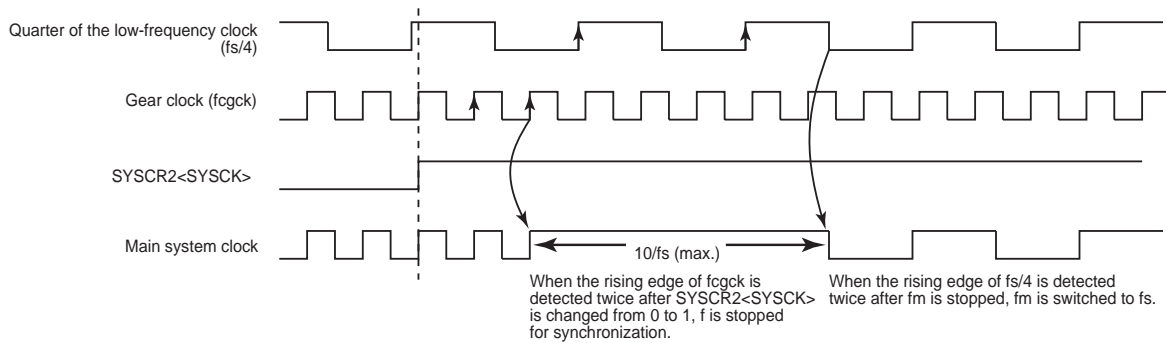 Quarter of the low-frequency clock
(fs/4)
Gear clock (fcgck)
SYSCR2<SYSCK>
Main system clock
10/fs (max.)
When the rising edge of fcgck is
detected twice after SYSCR2<SYSCK>
is changed from 0 to 1, f is stopped
for synchronization.
When the rising edge of fs/4 is detected
twice after fm is stopped, fm is switched to fs.